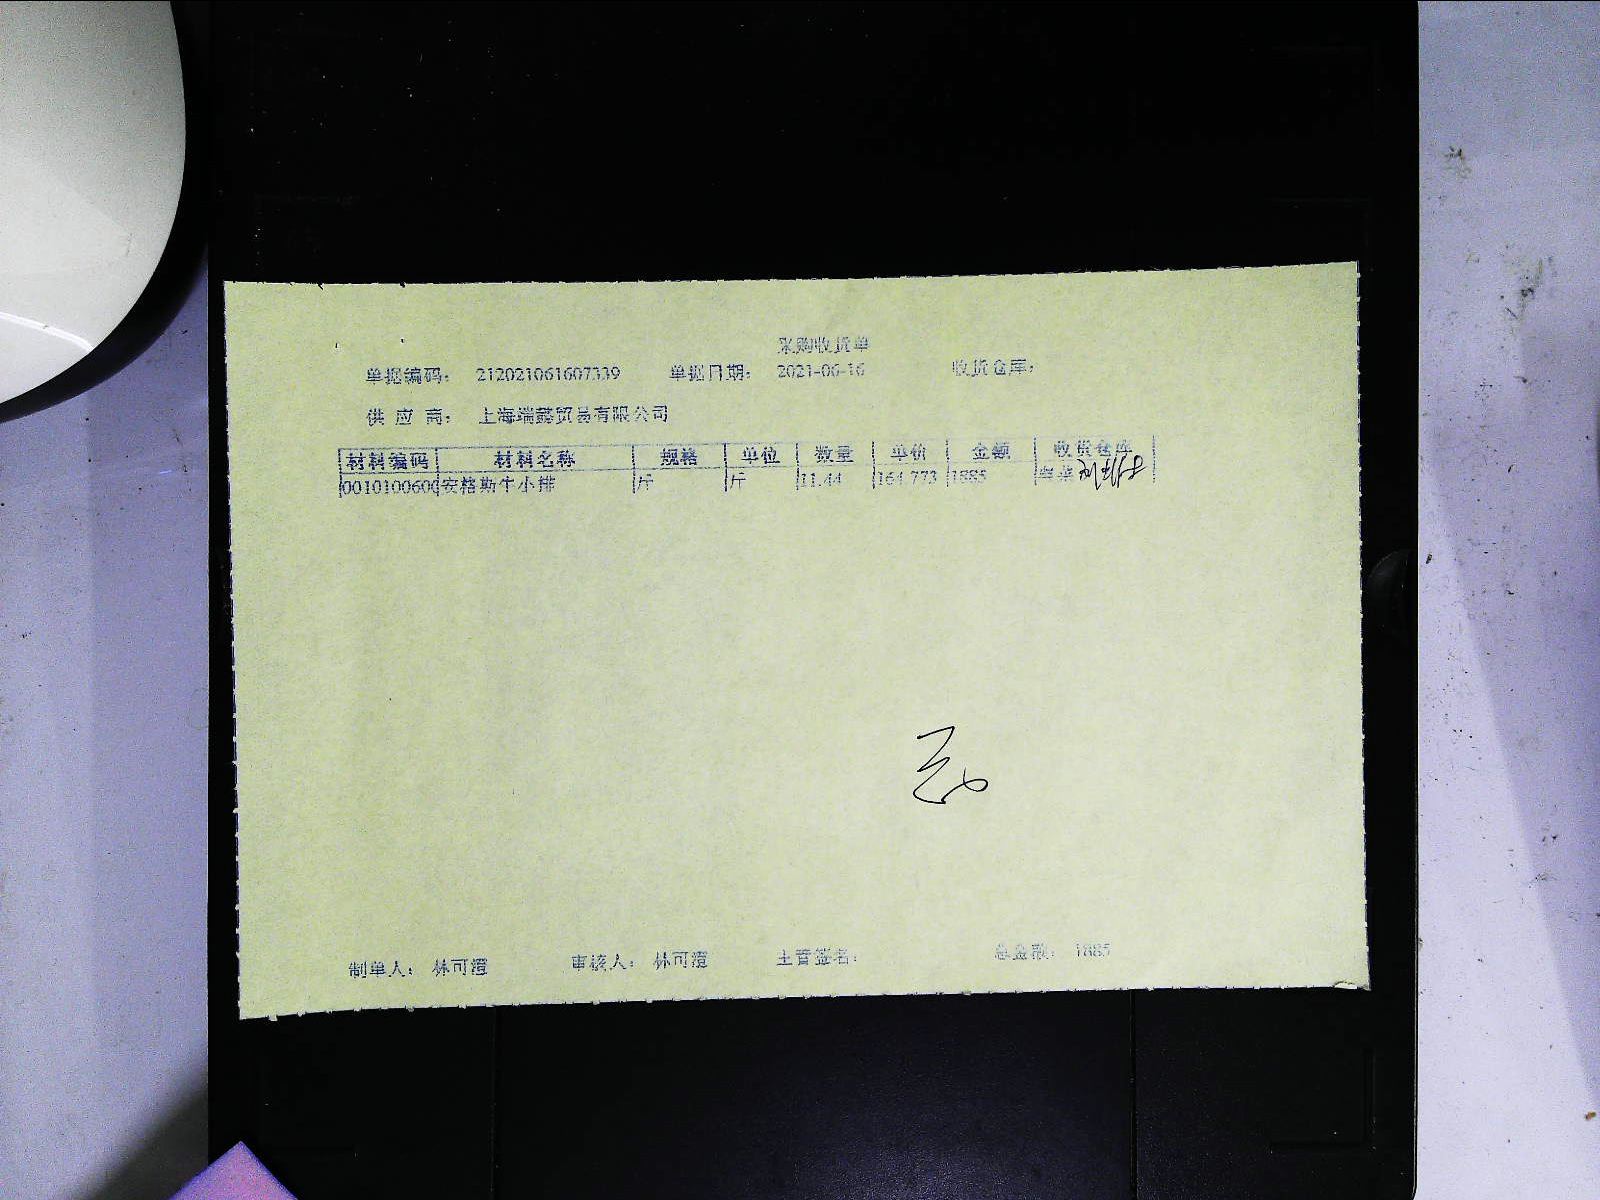 采购收货单
单据编码： 212021061607339 单据日期： 2021-06-16 收货仓库：
供 应 商： 上海端懿贸易有限公司
材料编码 材料名称 规格 单位 数量 单价 金额 收货仓库
0010100600 安格斯牛小排 斤 斤 11.44 164.773 1885
制单人： 林可澄 审核人： 林可澄 主管签名： 总金额： 1885